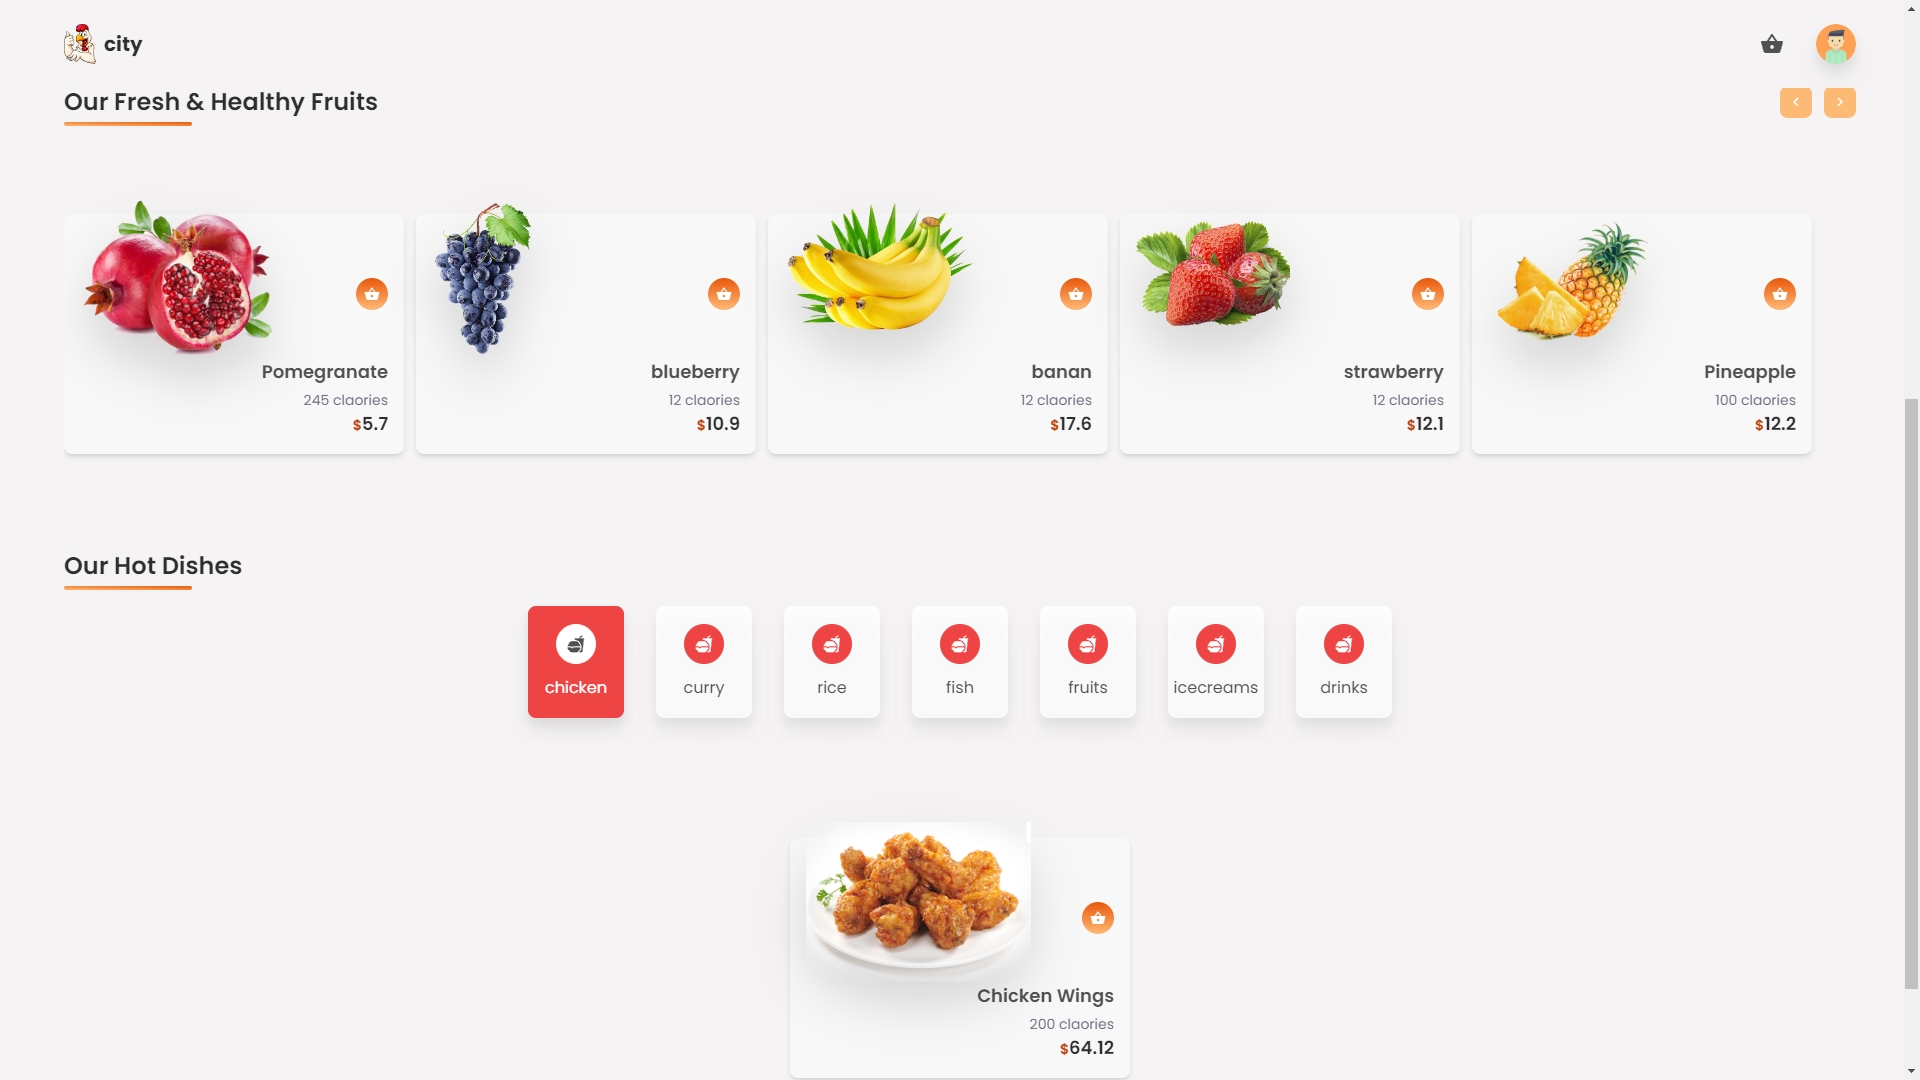 city
Our Fresh & Healthy Fruits
Pomegranate
245 claories
$5.7
blueberry
12 claories
$10.9
banan
12 claories
$17.6
strawberry
12 claories
$12.1
Pineapple
100 claories
$12.2
Our Hot Dishes
chicken
curry
rice
fish
fruits
icecreams
drinks
Chicken Wings
200 claories
$64.12